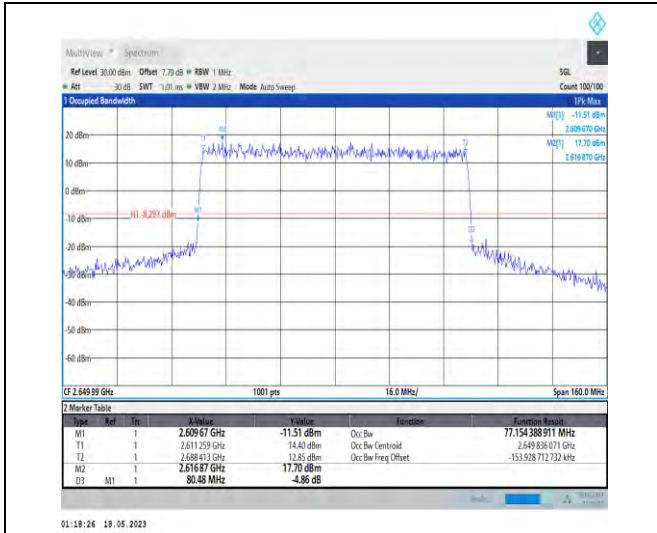 MultiView Spectrum
Ref Level 30.00 dBm Offset 7.79 dB RBW 1 MHz SGL
Att 30 dB SWT 1.01 ms VBW 2 MHz Mode Auto Sweep Count 100/100
1 Occupied Bandwidth 1Pk Max
M1[1] -11.51 dBm
2.609 670 GHz
M2[1] 17.70 dBm
2.616 870 GHz
M2
T1
T2
20 dBm
10 dBm
0 dBm
M1
H1 -8.297 dBm
-10 dBm
D3
-20 dBm
-30 dBm
-40 dBm
-50 dBm
-60 dBm
CF 2.649 99 GHz 1001 pts 16.0 MHz/ Span 160.0 MHz
2 Marker Table
Type Ref Trc X-Value Y-Value Function Function Result
M1 1 2.609 67 GHz -11.51 dBm Occ Bw 77.154 388 911 MHz
T1 1 2.611 259 GHz 14.40 dBm Occ Bw Centroid 2.649 836 071 GHz
T2 1 2.688 413 GHz 12.85 dBm Occ Bw Freq Offset -153.928 712 732 kHz
M2 1 2.616 87 GHz 17.70 dBm
D3 M1 1 80.48 MHz -4.86 dB
01:18:26 18.05.2023